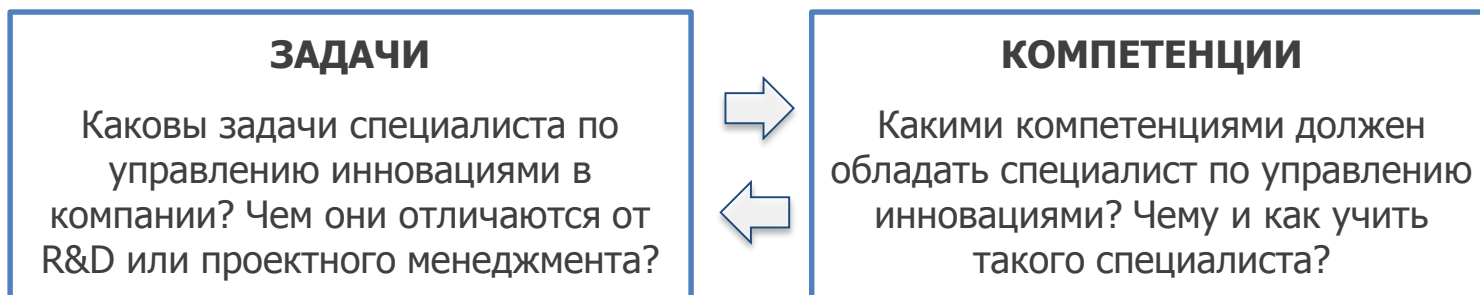 ЗАДАЧИ
Каковы задачи специалиста по
управлению инновациями в
компании? Чем они отличаются от
R&D или проектного менеджмента?
КОМПЕТЕНЦИИ
Какими компетенциями должен
обладать специалист по управлению
инновациями? Чему и как учить
такого специалиста?